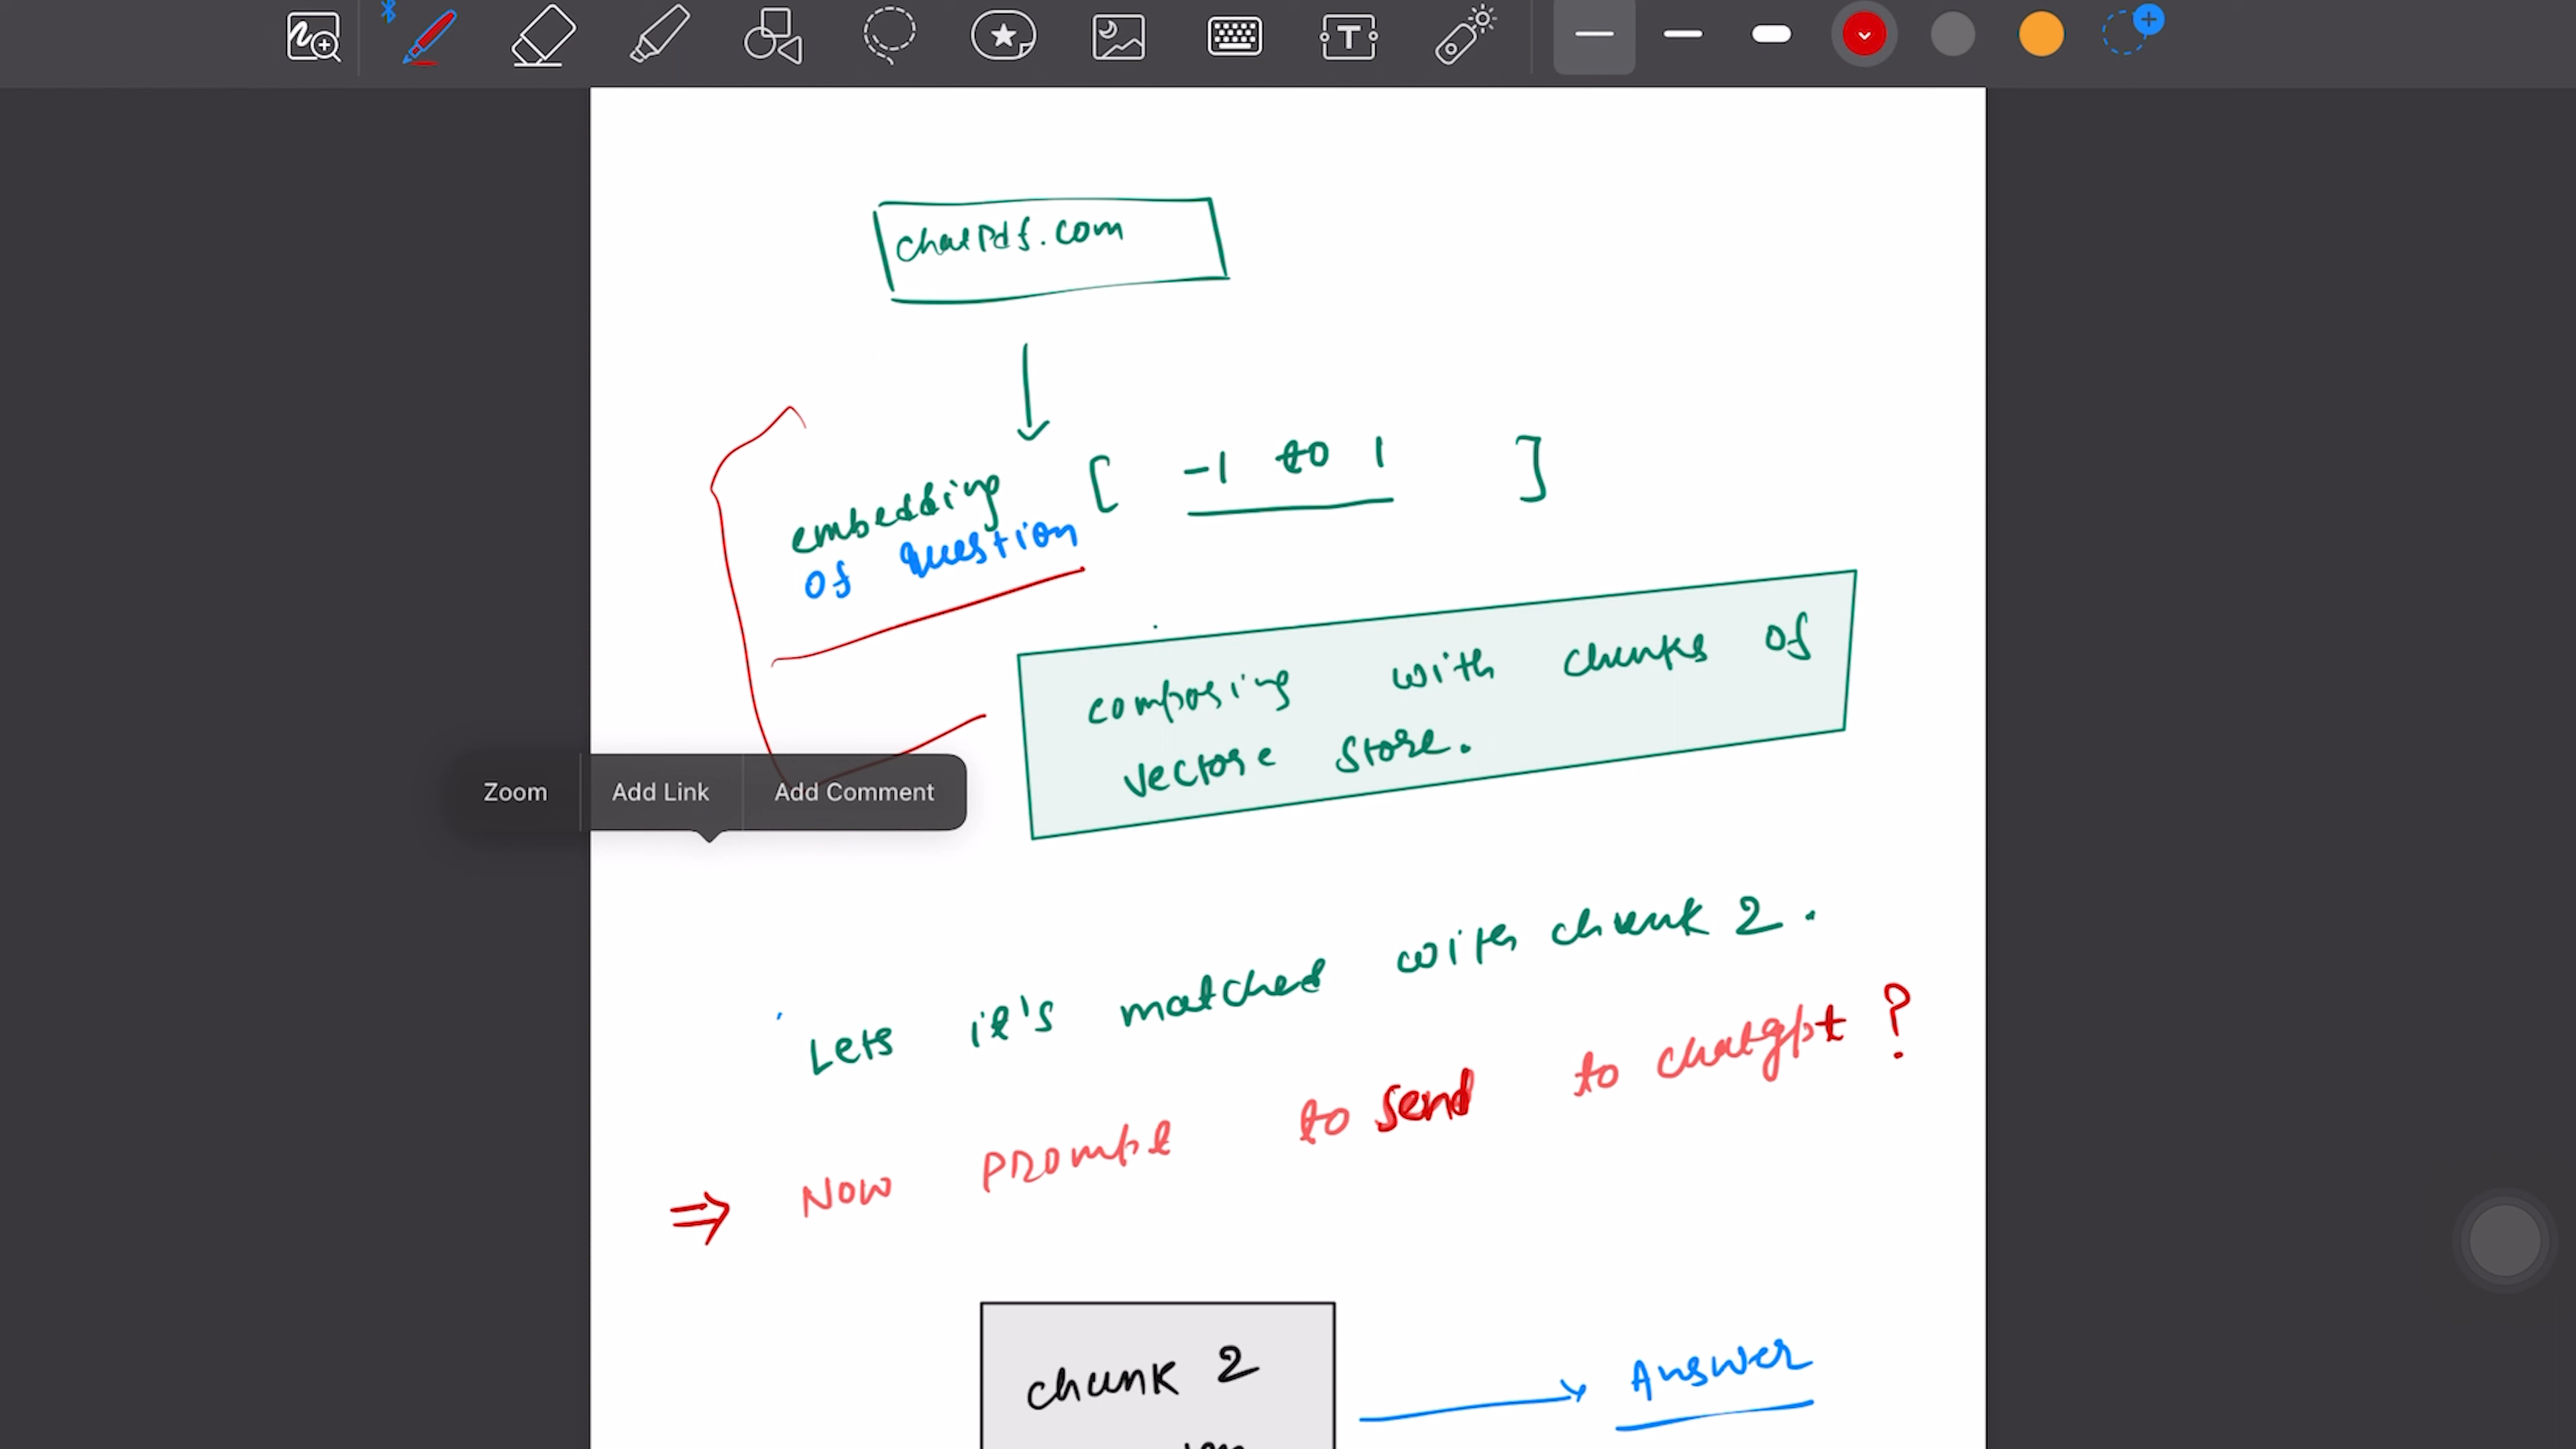 T
chatPdf.com
embedding [ -1 to 1 ]
of question
composing with chunks of
vectore store.
Zoom Add Link Add Comment
Lets it's matched with chunk 2.
⇒ Now prompt to send to chatgpt ?
chunk 2
Answer